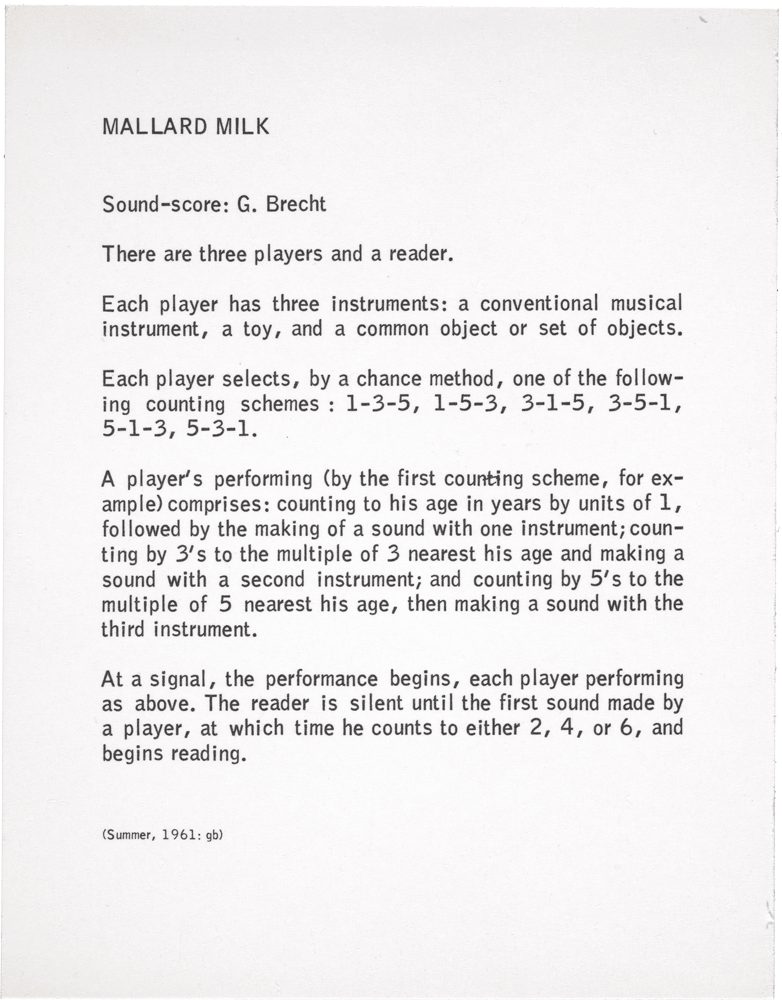 MALLARD MILK
Sound-score: G. Brecht
There are three players and a reader.
Each player has three instruments: a conventional musical
instrument, a toy, and a common object or set of objects.
Each player selects, by a chance method, one of the follow-
ing counting schemes : 1-3-5, 1-5-3, 3-1-5, 3-5-1,
5-1-3, 5-3-1.
A player's performing (by the first counting scheme, for ex-
ample) comprises: counting to his age in years by units of 1,
followed by the making of a sound with one instrument; coun-
ting by 3's to the multiple of 3 nearest his age and making a
sound with a second instrument; and counting by 5's to the
multiple of 5 nearest his age, then making a sound with the
third instrument.
At a signal, the performance begins, each player performing
as above. The reader is silent until the first sound made by
a player, at which time he counts to either 2, 4, or 6, and
begins reading.
(Summer, 1961: gb)